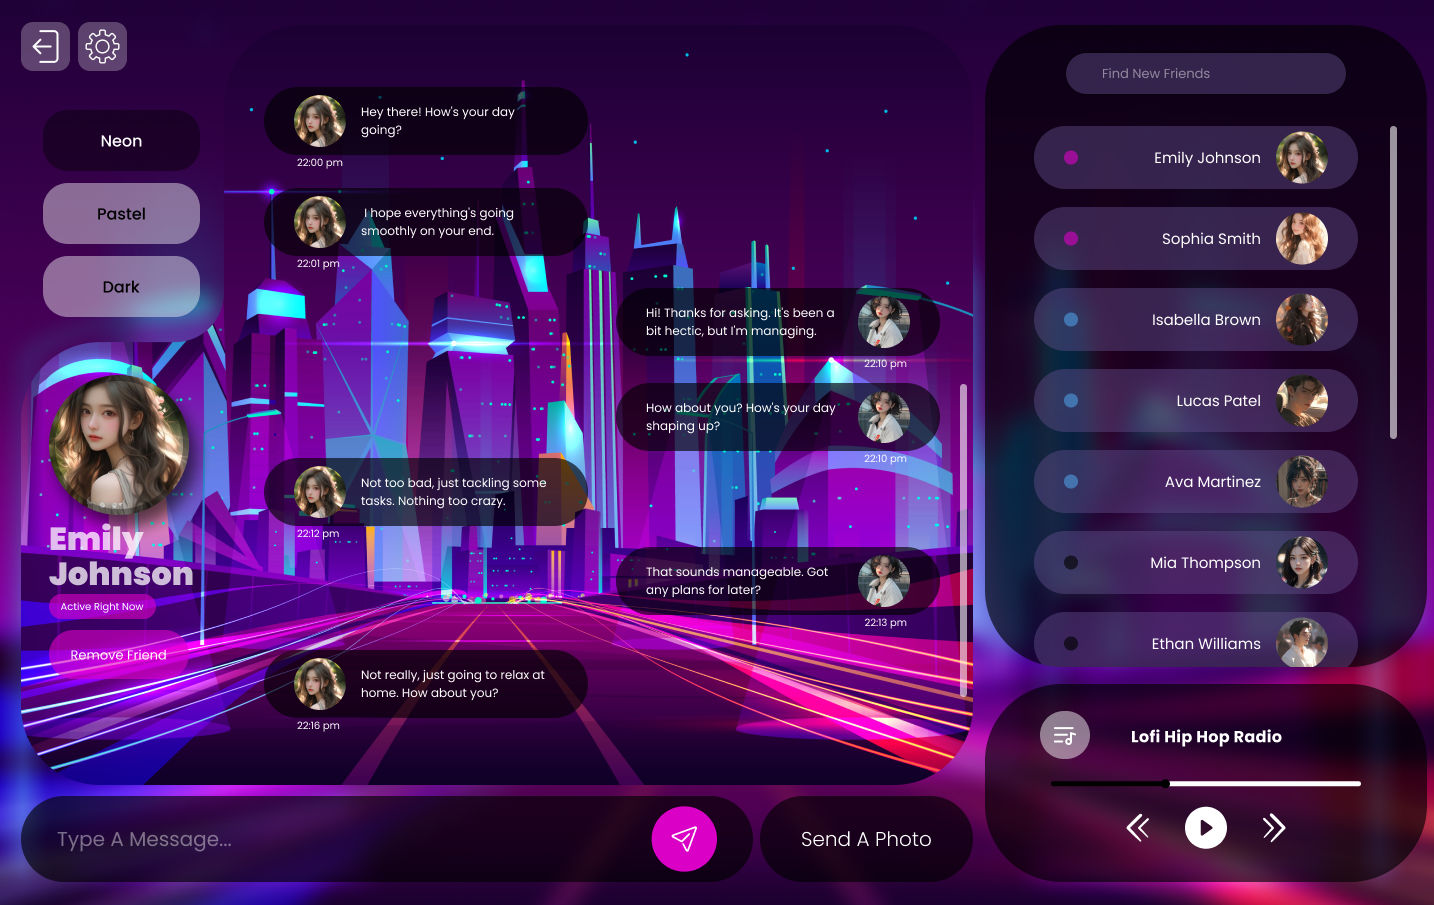 Neon
Pastel
Dark
Emily
Johnson
Active Right Now
Remove Friend
Hey there! How's your day
going?
22:00 pm
I hope everything's going
smoothly on your end.
22:01 pm
Hi! Thanks for asking. It's been a
bit hectic, but I'm managing.
22:10 pm
How about you? How's your day
shaping up?
22:10 pm
Not too bad, just tackling some
tasks. Nothing too crazy.
22:12 pm
That sounds manageable. Got
any plans for later?
22:13 pm
Not really, just going to relax at
home. How about you?
22:16 pm
Type A Message...
Send A Photo
Find New Friends
Emily Johnson
Sophia Smith
Isabella Brown
Lucas Patel
Ava Martinez
Mia Thompson
Ethan Williams
Lofi Hip Hop Radio